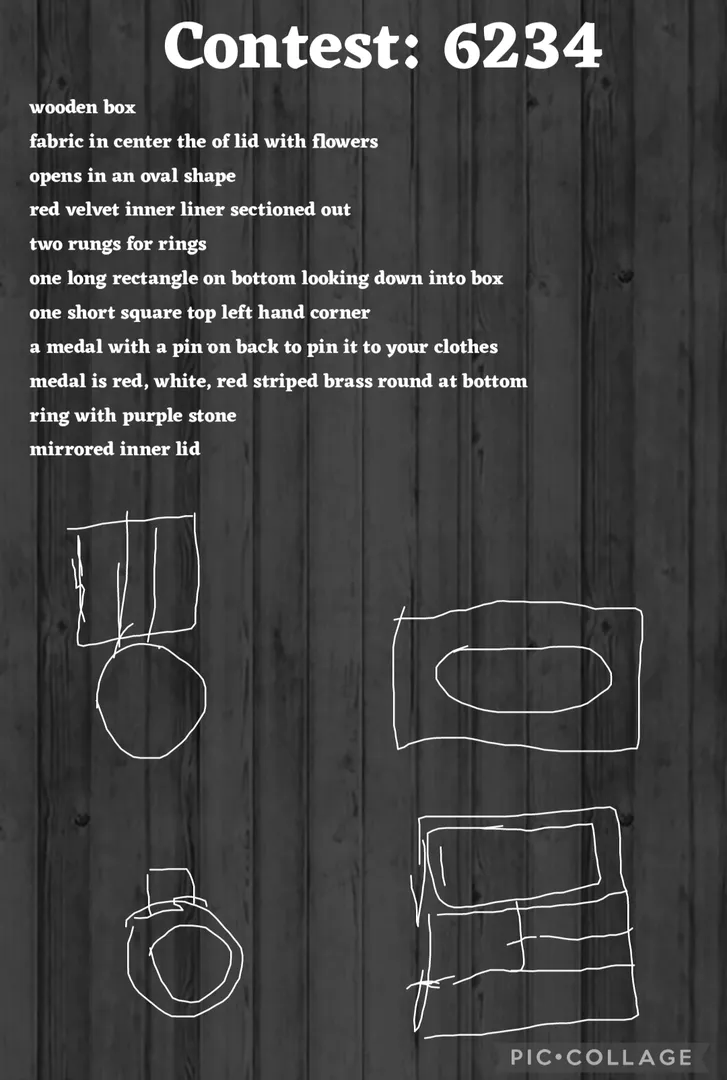 Contest: 6234
wooden box
fabric in center the of lid with flowers
opens in an oval shape
red velvet inner liner sectioned out
two rungs for rings
one long rectangle on bottom looking down into box
one short square top left hand corner
a medal with a pin on back to pin it to your clothes
medal is red, white, red striped brass round at bottom
ring with purple stone
mirrored inner lid
PIC•COLLAGE